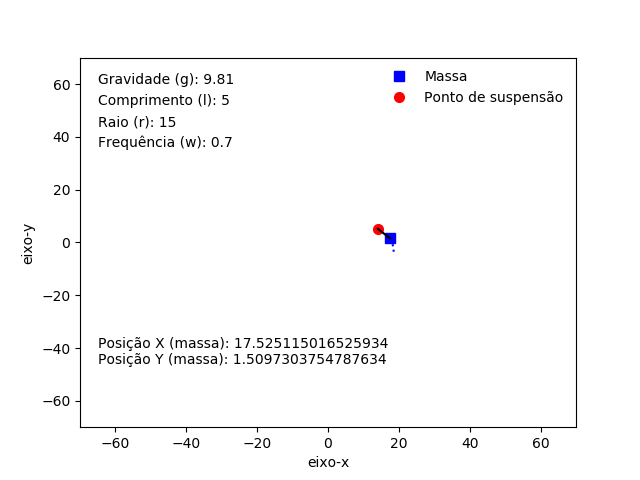 Gravidade (g): 9.81
Comprimento (l): 5
Raio (r): 15
Frequência (w): 0.7
Massa
Ponto de suspensão
60
40
20
0
−20
−40
−60
eixo-y
Posição X (massa): 17.525115016525934
Posição Y (massa): 1.5097303754787634
−60 −40 −20 0 20 40 60
eixo-x